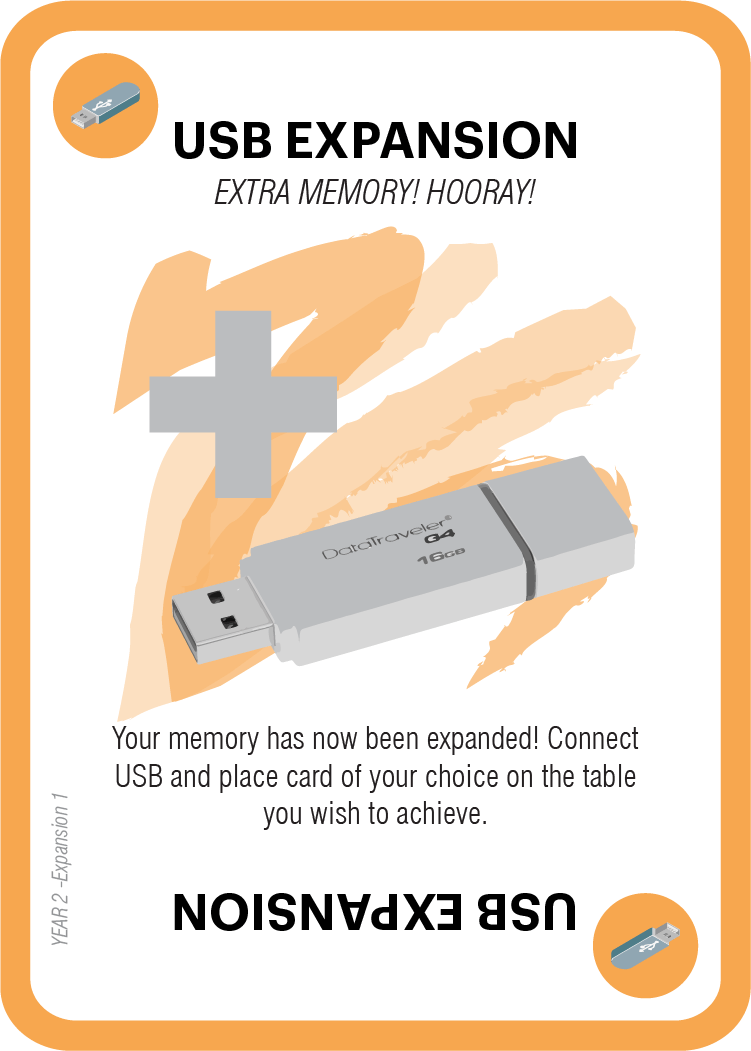 USB EXPANSION
EXTRA MEMORY! HOORAY!
DataTraveler®
G4
16GB
Your memory has now been expanded! Connect
USB and place card of your choice on the table
you wish to achieve.
YEAR 2 -Expansion 1
USB EXPANSION